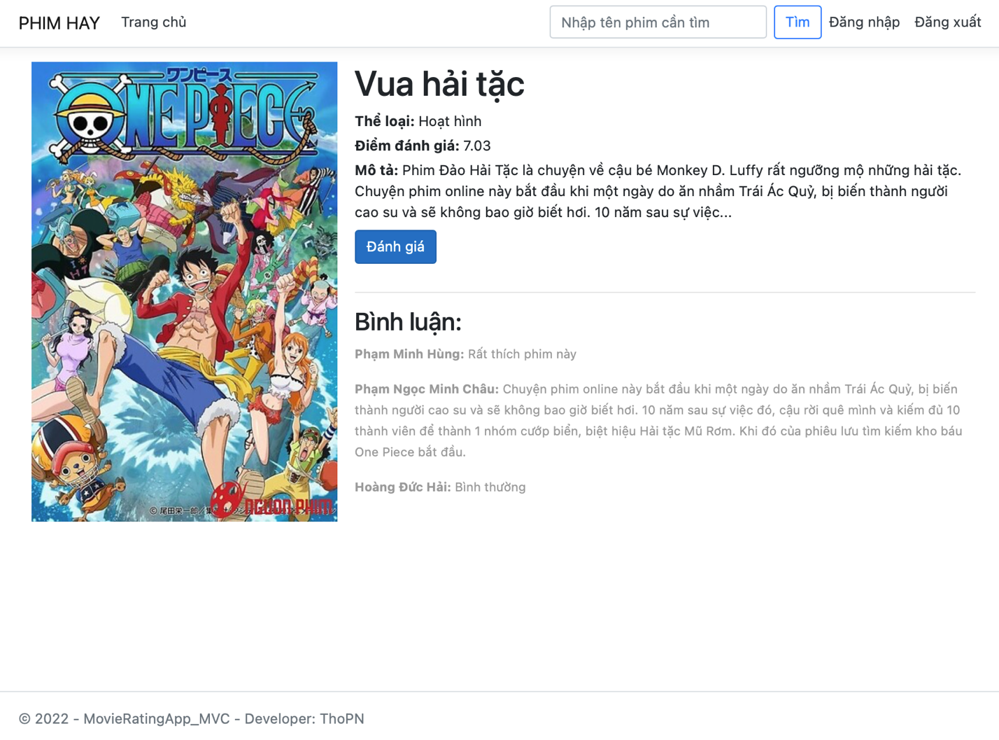 PHIM HAY Trang chủ Nhập tên phim cần tìm Tìm Đăng nhập Đăng xuất
ワンピース
ONE PIECE
© 尾田栄一郎／集
NGUON PHIM
Vua hải tặc
Thể loại: Hoạt hình
Điểm đánh giá: 7.03
Mô tả: Phim Đảo Hải Tặc là chuyện về cậu bé Monkey D. Luffy rất ngưỡng mộ những hải tặc.
Chuyện phim online này bắt đầu khi một ngày do ăn nhầm Trái Ác Quỷ, bị biến thành người
cao su và sẽ không bao giờ biết hơi. 10 năm sau sự việc...
Đánh giá
Bình luận:
Phạm Minh Hùng: Rất thích phim này
Phạm Ngọc Minh Châu: Chuyện phim online này bắt đầu khi một ngày do ăn nhầm Trái Ác Quỷ, bị biến
thành người cao su và sẽ không bao giờ biết hơi. 10 năm sau sự việc đó, cậu rời quê mình và kiếm đủ 10
thành viên để thành 1 nhóm cướp biển, biệt hiệu Hải tặc Mũ Rơm. Khi đó của phiêu lưu tìm kiếm kho báu
One Piece bắt đầu.
Hoàng Đức Hải: Bình thường
© 2022 - MovieRatingApp_MVC - Developer: ThoPN